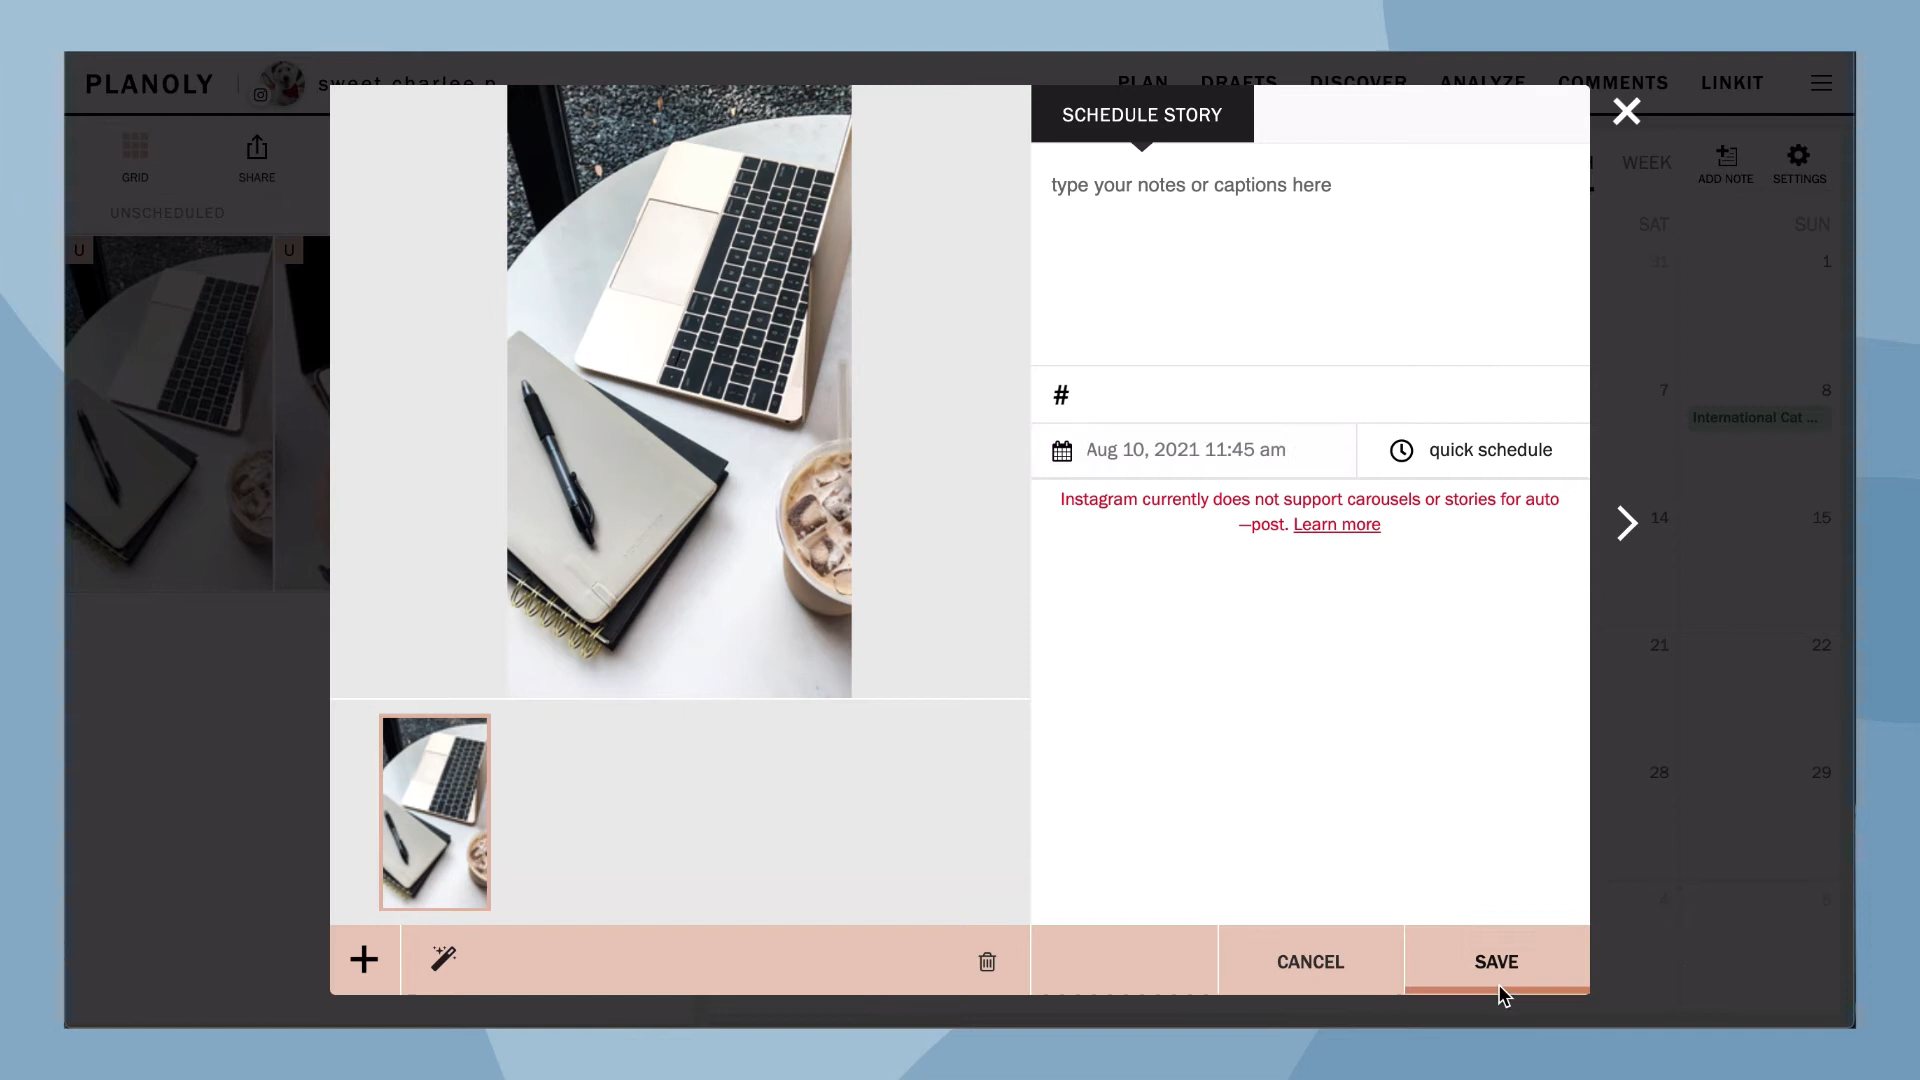 PLANOLY
sweet charlee p
PLAN DRAFTS DISCOVER ANALYZE COMMENTS LINKIT
GRID
SHARE
UNSCHEDULED
U
U
SCHEDULE STORY
type your notes or captions here
#
Aug 10, 2021 11:45 am
quick schedule
Instagram currently does not support carousels or stories for auto
—post. Learn more
CANCEL
SAVE
WEEK
ADD NOTE
SETTINGS
SAT SUN
31 1
7 8
International Cat ...
14 15
21 22
28 29
4